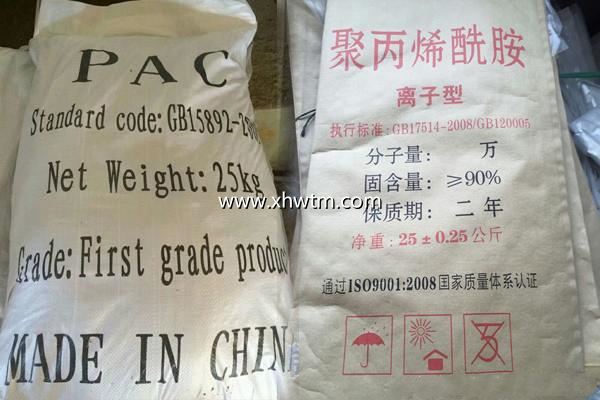 PAC
Standard code: GB15892-200
Net Weight: 25kg
Grade: First grade produc
MADE IN CHIN
聚丙烯酰胺
离子型
执行标准: GB17514-2008/GB120005
分子量: 万
固含量: ≥90%
保质期: 二年
净重: 25±0.25公斤
通过ISO9001:2008国家质量体系认证
www.xhwtm.com